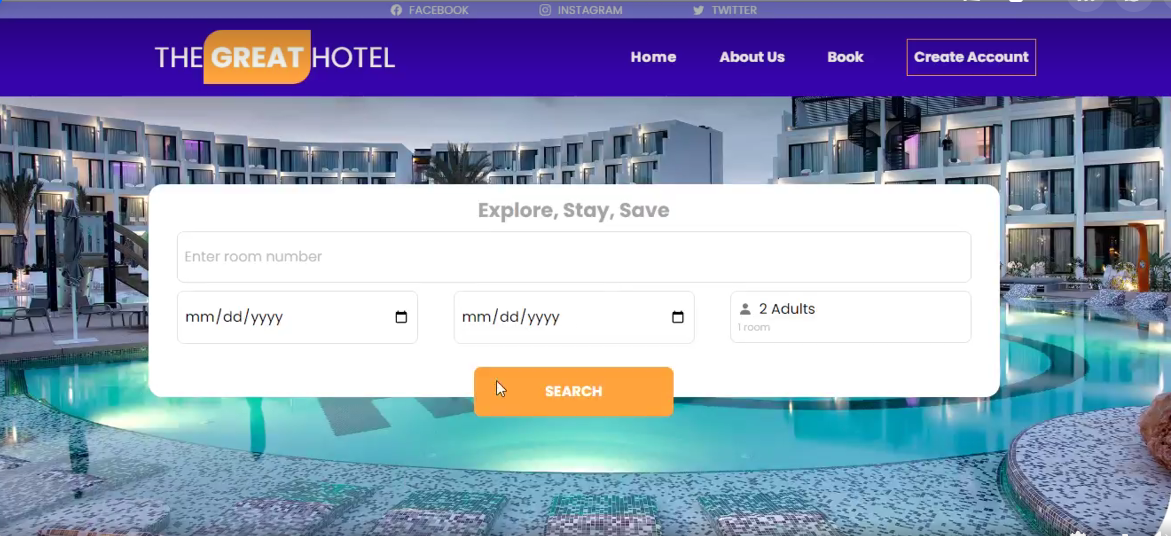 FACEBOOK INSTAGRAM TWITTER
THE GREAT HOTEL Home About Us Book Create Account
Explore, Stay, Save
Enter room number
mm/dd/yyyy mm/dd/yyyy 2 Adults
1 room
SEARCH